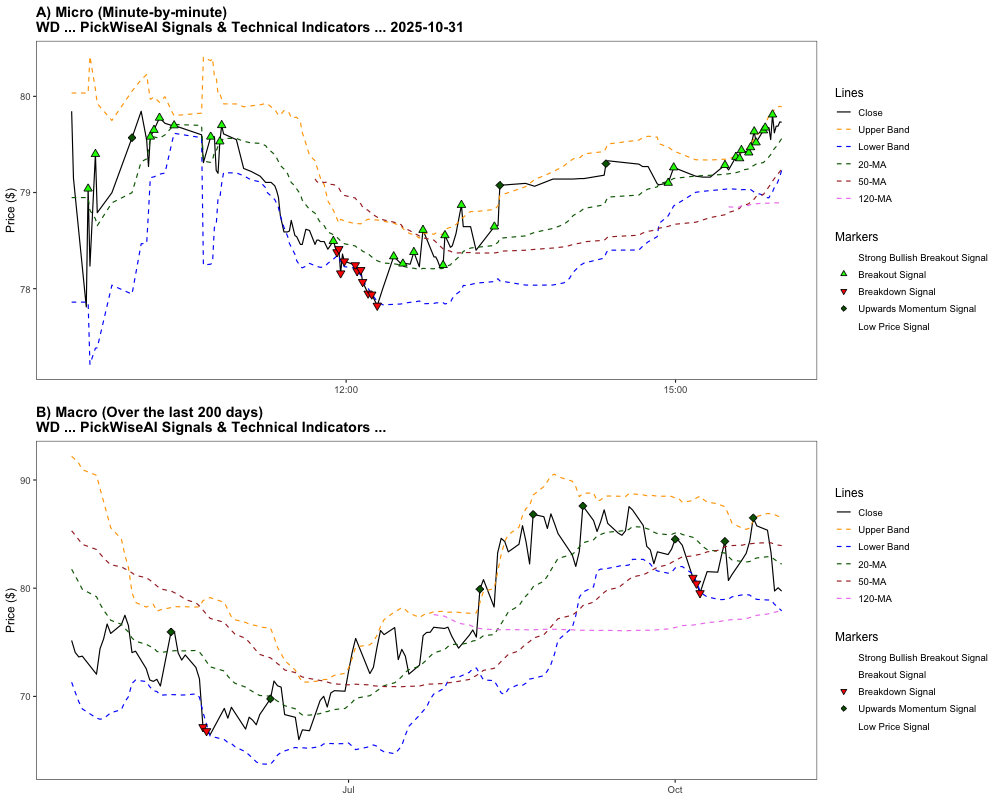 A) Micro (Minute-by-minute)
WD ... PickWiseAI Signals & Technical Indicators ... 2025-10-31
Price ($)
80
79
78
12:00
15:00
Lines
Close
Upper Band
Lower Band
20-MA
50-MA
120-MA
Markers
Strong Bullish Breakout Signal
Breakout Signal
Breakdown Signal
Upwards Momentum Signal
Low Price Signal
B) Macro (Over the last 200 days)
WD ... PickWiseAI Signals & Technical Indicators ...
Price ($)
90
80
70
Jul
Oct
Lines
Close
Upper Band
Lower Band
20-MA
50-MA
120-MA
Markers
Strong Bullish Breakout Signal
Breakout Signal
Breakdown Signal
Upwards Momentum Signal
Low Price Signal